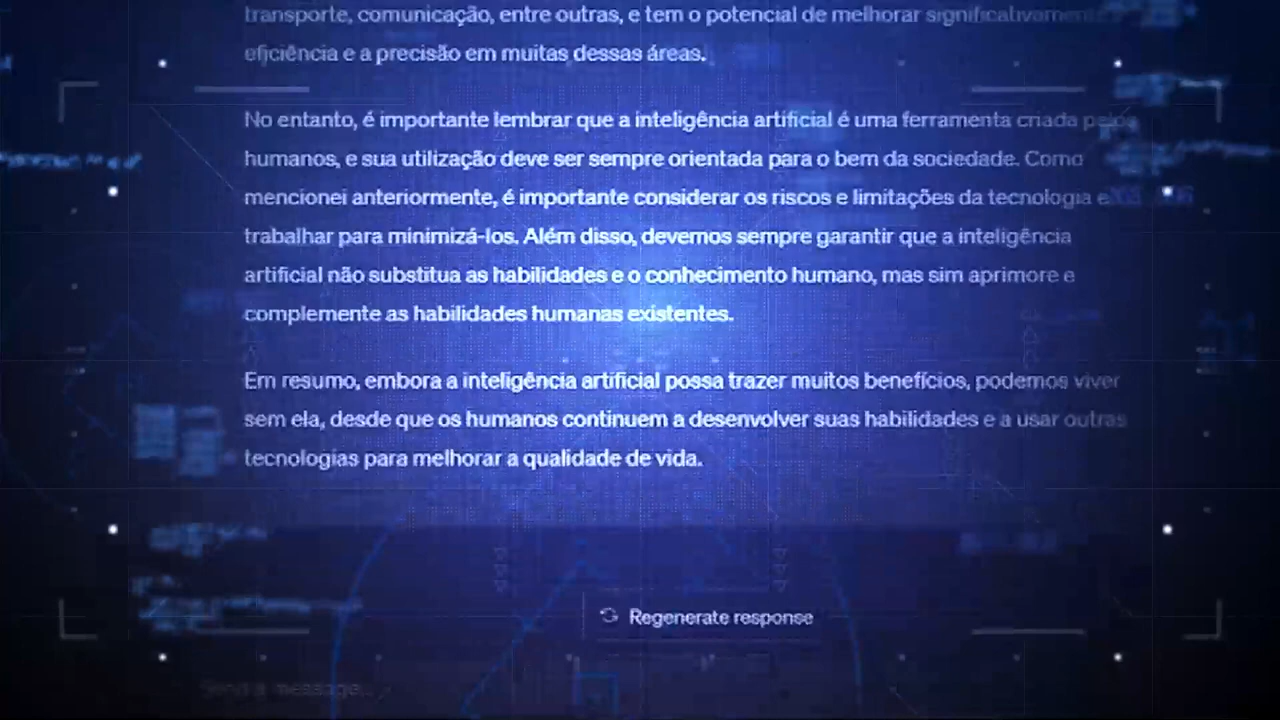 transporte, comunicação, entre outras, e tem o potencial de melhorar significativamente
eficiência e a precisão em muitas dessas áreas.
No entanto, é importante lembrar que a inteligência artificial é uma ferramenta criada pelos
humanos, e sua utilização deve ser sempre orientada para o bem da sociedade. Como
mencionei anteriormente, é importante considerar os riscos e limitações da tecnologia e
trabalhar para minimizá-los. Além disso, devemos sempre garantir que a inteligência
artificial não substitua as habilidades e o conhecimento humano, mas sim aprimore e
complemente as habilidades humanas existentes.
Em resumo, embora a inteligência artificial possa trazer muitos benefícios, podemos viver
sem ela, desde que os humanos continuem a desenvolver suas habilidades e a usar outras
tecnologias para melhorar a qualidade de vida.
Regenerate response
Send a message...